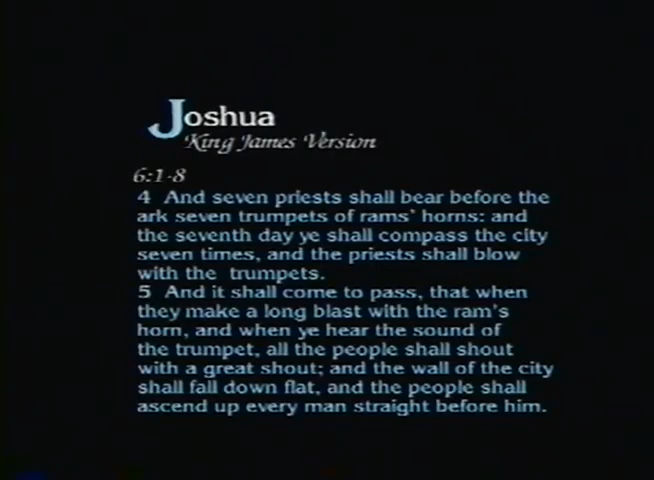 Joshua
King James Version
6:1-8
4 And seven priests shall bear before the
ark seven trumpets of rams' horns: and
the seventh day ye shall compass the city
seven times, and the priests shall blow
with the trumpets.
5 And it shall come to pass, that when
they make a long blast with the ram's
horn, and when ye hear the sound of
the trumpet, all the people shall shout
with a great shout; and the wall of the city
shall fall down flat, and the people shall
ascend up every man straight before him.